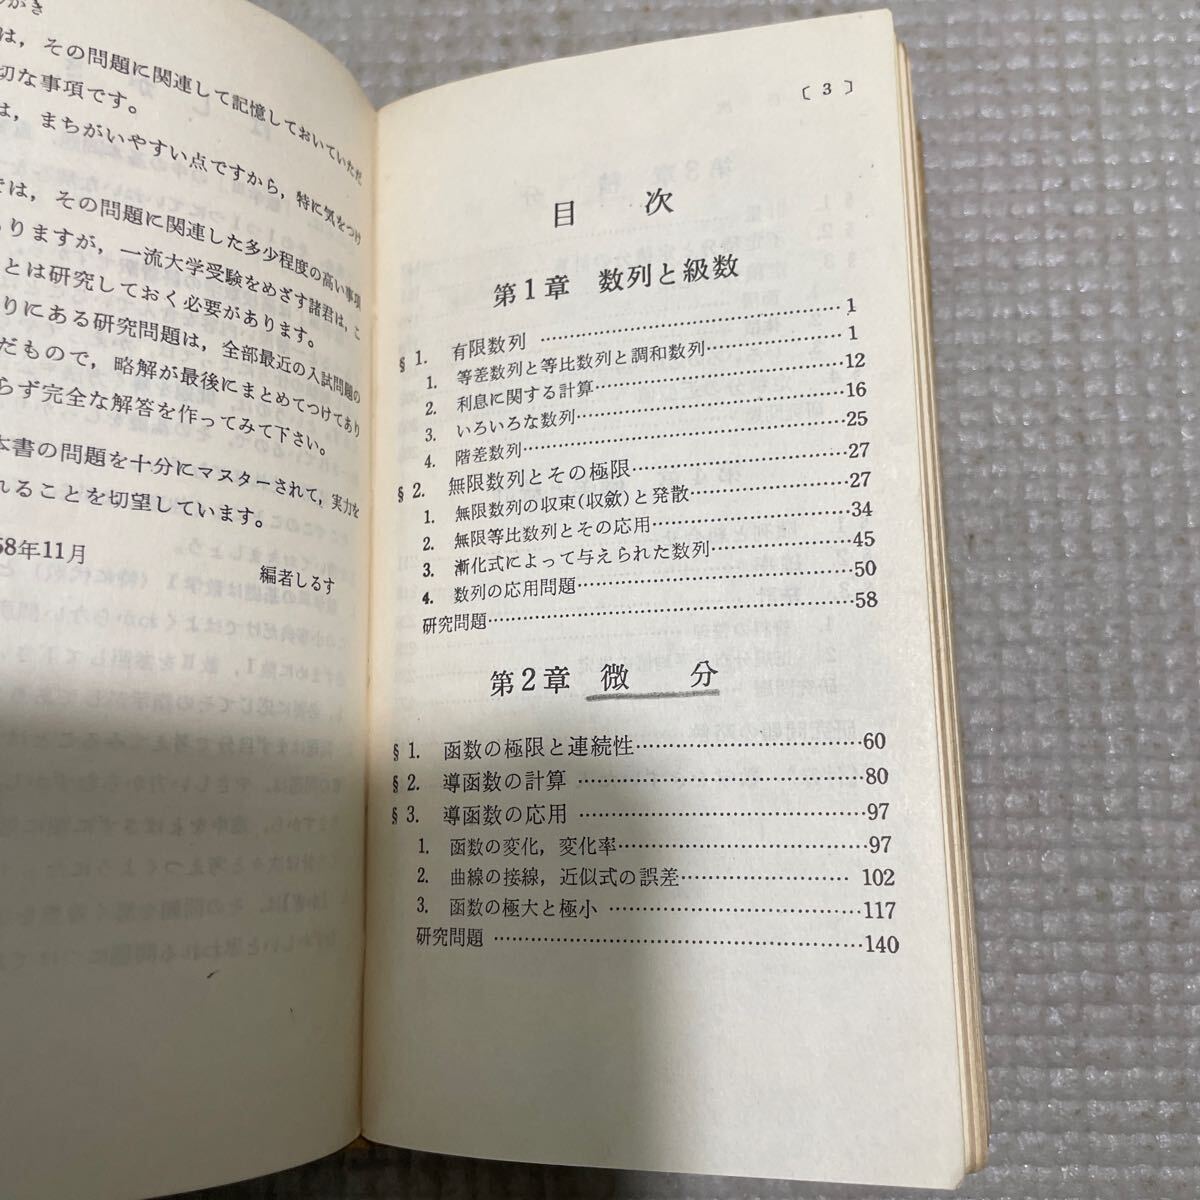 がき
は，その問題に関連して記憶しておいていただ
切な事項です。
は，まちがいやすい点ですから，特に気をつけ
では，その問題に関連した多少程度の高い事項
りますが，一流大学受験をめざす諸君は，こ
とは研究しておく必要があります。
りにある研究問題は，全部最近の入試問題の
だもので，略解が最後にまとめてつけてあり
らず完全な解答を作ってみて下さい。
本書の問題を十分にマスターされて，実力を
れることを切望しています。
58年11月
編者しるす
〔 3 〕
目 次
第1章 数列と級数
§1. 有限数列 ……………………………………1
1. 等差数列と等比数列と調和数列……………1
2. 利息に関する計算……………………………12
3. いろいろな数列………………………………16
4. 階差数列………………………………………25
§2. 無限数列とその極限…………………………27
1. 無限数列の収束(収斂)と発散………………27
2. 無限等比数列とその応用……………………34
3. 漸化式によって与えられた数列……………45
4. 数列の応用問題………………………………50
研究問題……………………………………………58
第2章 微 分
§1. 函数の極限と連続性…………………………60
§2. 導函数の計算 ………………………………80
§3. 導函数の応用 ………………………………97
1. 函数の変化，変化率…………………………97
2. 曲線の接線，近似式の誤差………………… 102
3. 函数の極大と極小 …………………………117
研究問題 …………………………………………140